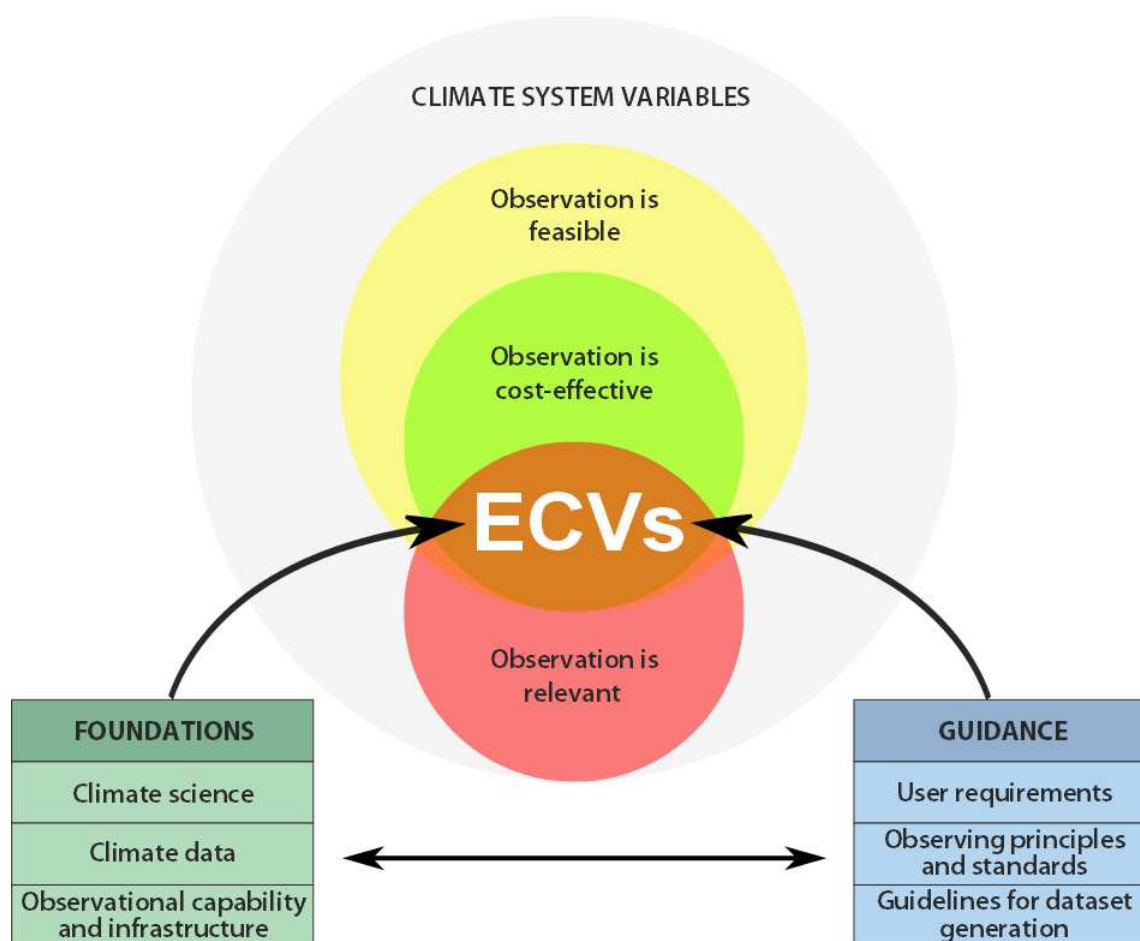 CLIMATE SYSTEM VARIABLES
Observation is
feasible
Observation is
cost-effective
ECVs
Observation is
relevant
FOUNDATIONS
Climate science
Climate data
Observational capability
and infrastructure
GUIDANCE
User requirements
Observing principles
and standards
Guidelines for dataset
generation